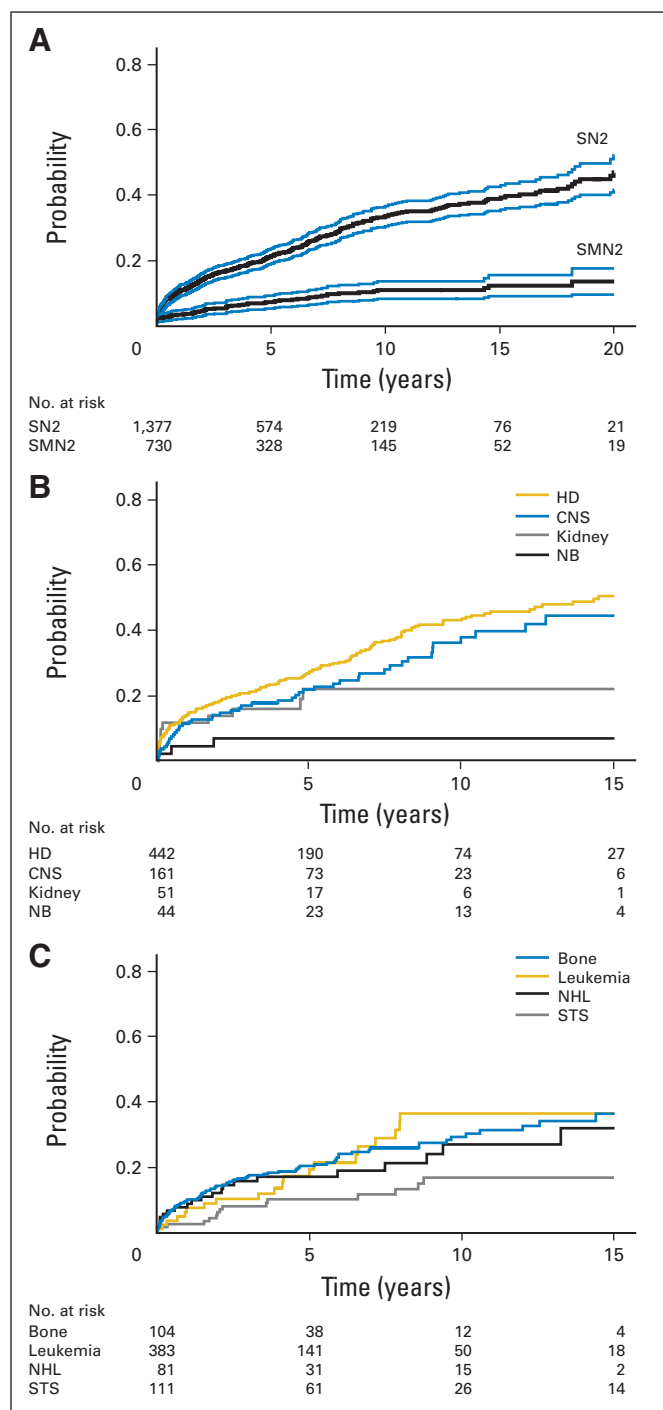 A
0.8
0.6
0.4
0.2
Probability
SN2
SMN2
0 5 10 15 20
Time (years)
No. at risk
SN2 1,377 574 219 76 21
SMN2 730 328 145 52 19
B
HD
CNS
Kidney
NB
0.8
0.6
0.4
0.2
Probability
0 5 10 15
Time (years)
No. at risk
HD 442 190 74 27
CNS 161 73 23 6
Kidney 51 17 6 1
NB 44 23 13 4
C
Bone
Leukemia
NHL
STS
0.8
0.6
0.4
0.2
Probability
0 5 10 15
Time (years)
No. at risk
Bone 104 38 12 4
Leukemia 383 141 50 18
NHL 81 31 15 2
STS 111 61 26 14